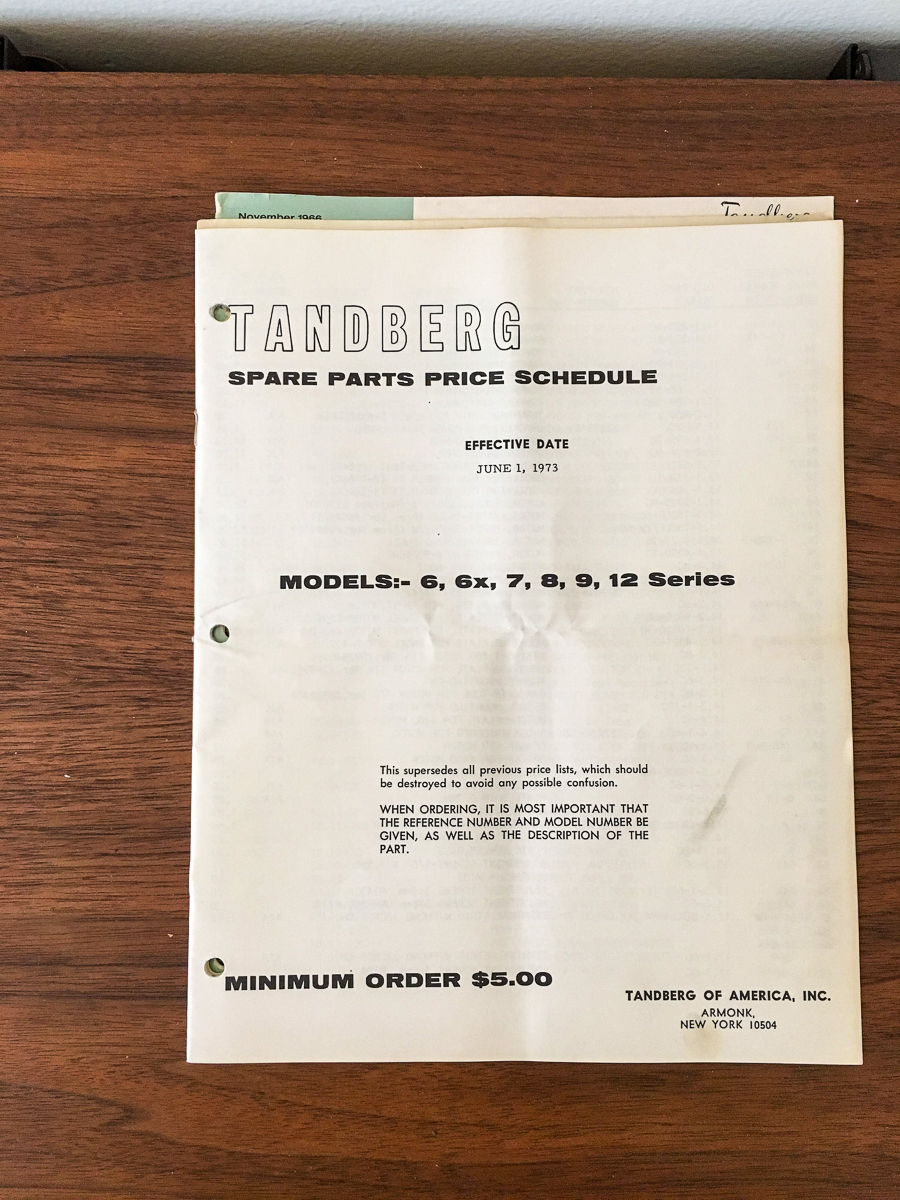 November 1966
Tandberg
TANDBERG
SPARE PARTS PRICE SCHEDULE
EFFECTIVE DATE
JUNE 1, 1973
MODELS:- 6, 6x, 7, 8, 9, 12 Series
This supersedes all previous price lists, which should
be destroyed to avoid any possible confusion.
WHEN ORDERING, IT IS MOST IMPORTANT THAT
THE REFERENCE NUMBER AND MODEL NUMBER BE
GIVEN, AS WELL AS THE DESCRIPTION OF THE
PART.
MINIMUM ORDER $5.00
TANDBERG OF AMERICA, INC.
ARMONK,
NEW YORK 10504